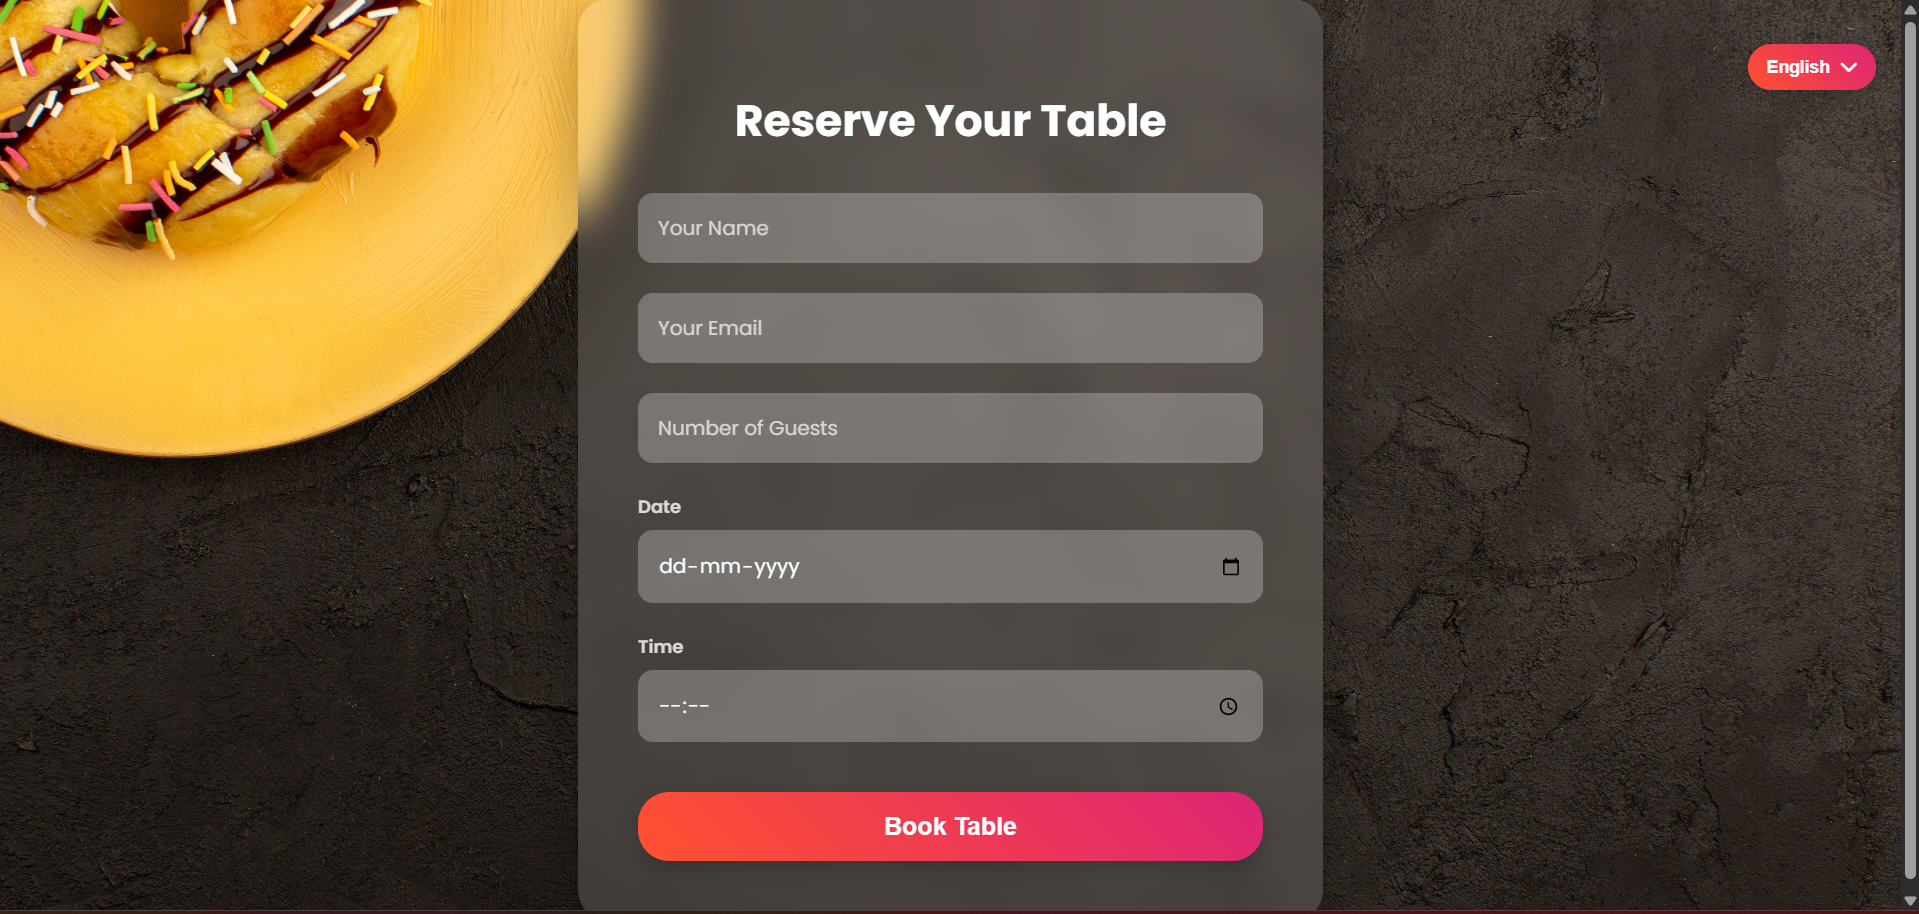 English
Reserve Your Table
Your Name
Your Email
Number of Guests
Date
dd-mm-yyyy
Time
--:--
Book Table